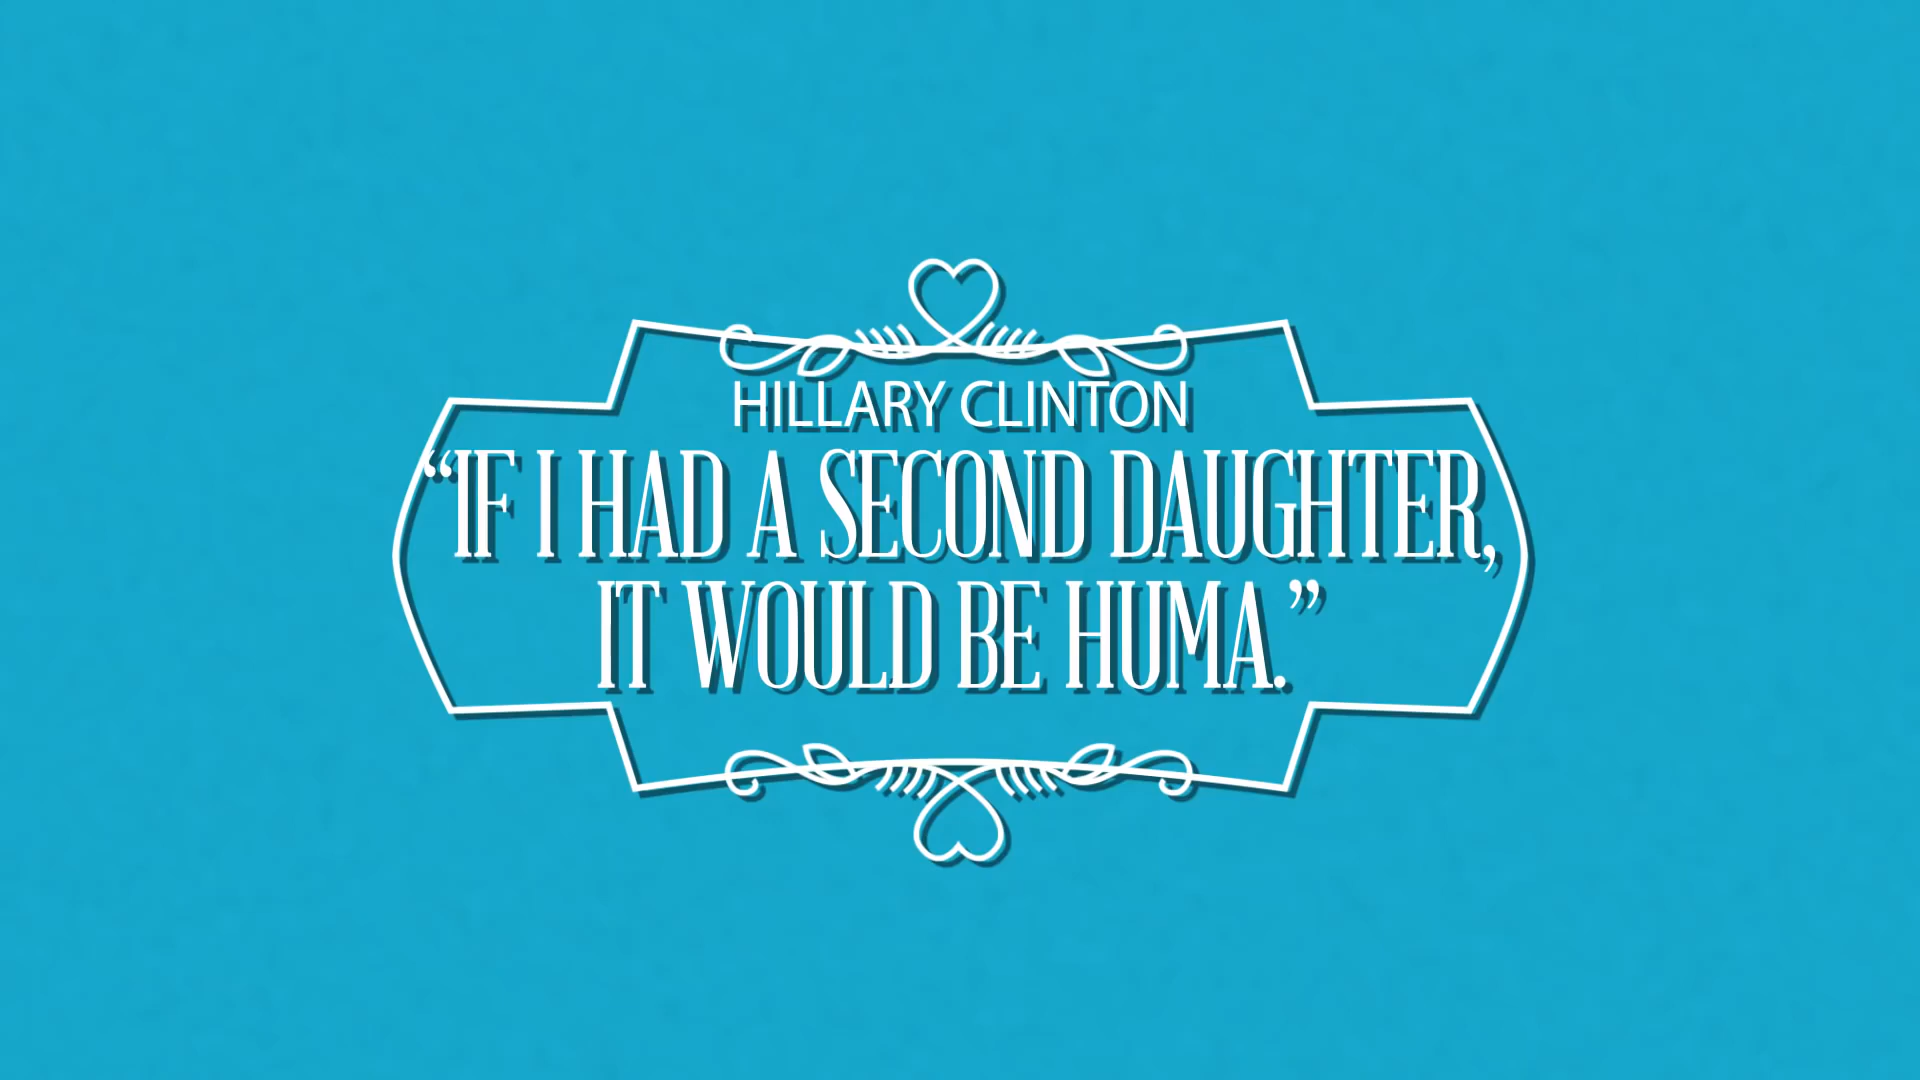 HILLARY CLINTON
“IF I HAD A SECOND DAUGHTER,
IT WOULD BE HUMA.”